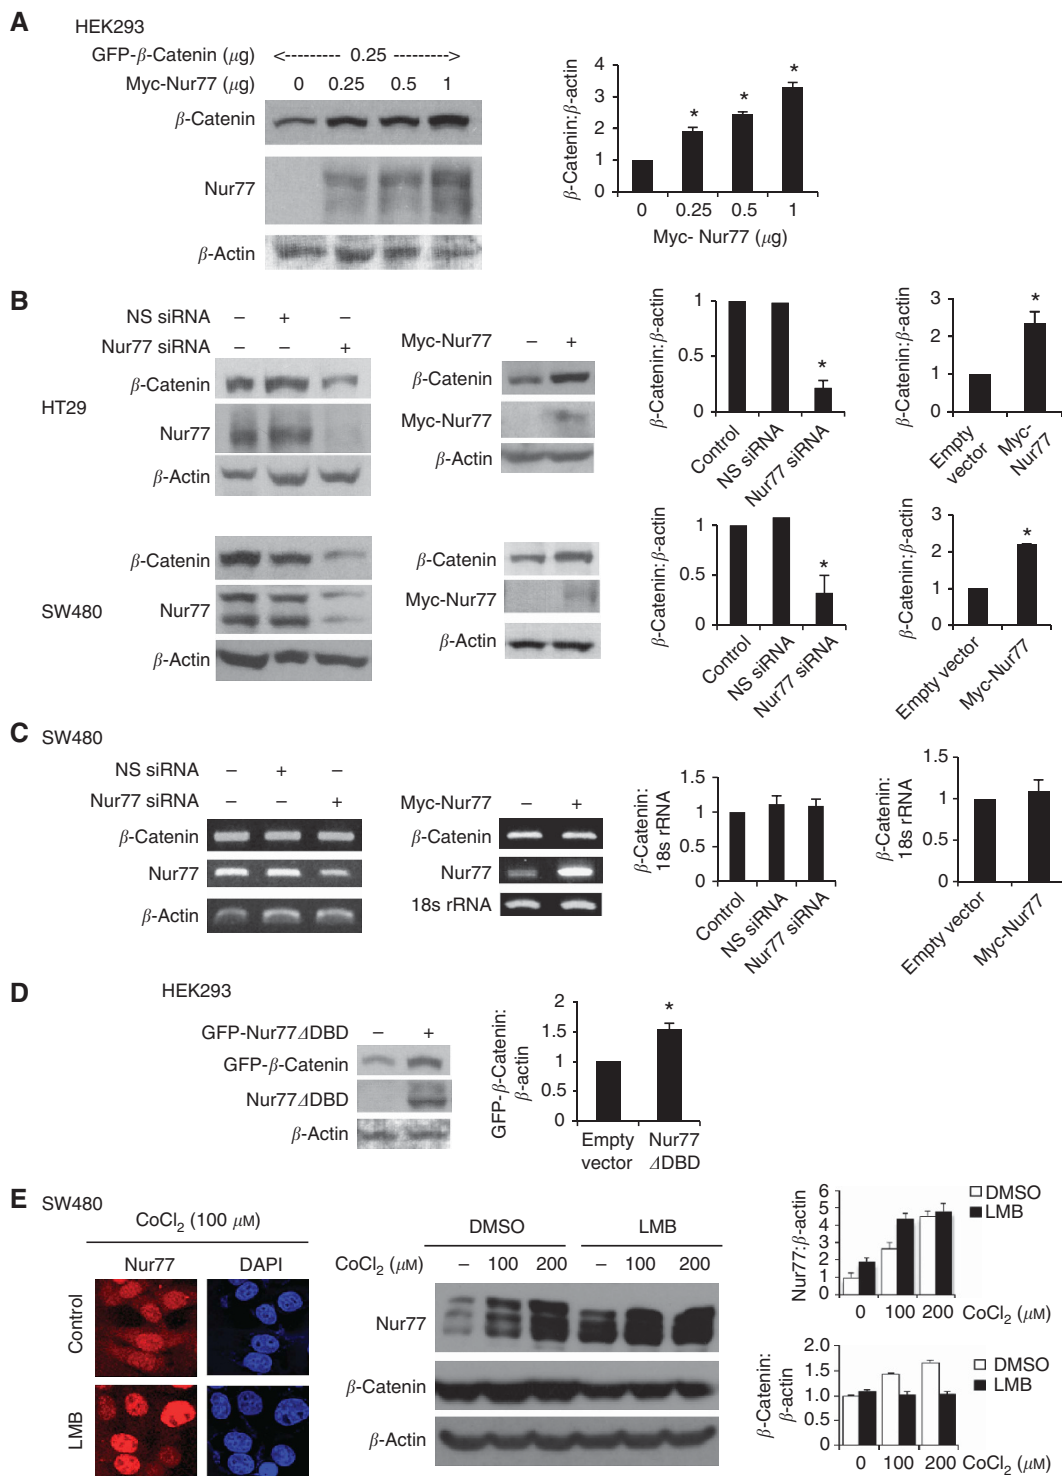 A
HEK293
GFP-β-Catenin (μg) <--------- 0.25 --------->
Myc-Nur77 (μg) 0 0.25 0.5 1
β-Catenin
Nur77
β-Actin
β-Catenin:β-actin
4
3
2
1
0
* * *
0 0.25 0.5 1
Myc- Nur77 (μg)
B
HT29
NS siRNA – + –
Nur77 siRNA – – +
β-Catenin
Nur77
β-Actin
Myc-Nur77 – +
β-Catenin
Myc-Nur77
β-Actin
β-Catenin:β-actin
1
0.5
0
*
Control
NS siRNA
Nur77 siRNA
β-Catenin:β-actin
3
2
1
0
*
Empty vector
Myc-Nur77
SW480
β-Catenin
Nur77
β-Actin
β-Catenin
Myc-Nur77
β-Actin
β-Catenin:β-actin
1
0.5
0
*
Control
NS siRNA
Nur77 siRNA
β-Catenin:β-actin
3
2
1
0
*
Empty vector
Myc-Nur77
C
SW480
NS siRNA – + –
Nur77 siRNA – – +
β-Catenin
Nur77
β-Actin
Myc-Nur77 – +
β-Catenin
Nur77
18s rRNA
β-Catenin:
18s rRNA
1.5
1
0.5
0
Control
NS siRNA
Nur77 siRNA
β-Catenin:
18s rRNA
1.5
1
0.5
0
Empty vector
Myc-Nur77
D
HEK293
GFP-Nur77ΔDBD – +
GFP-β-Catenin
Nur77ΔDBD
β-Actin
GFP-β-Catenin:
β-actin
2
1.5
1
0.5
0
*
Empty vector
Nur77 ΔDBD
E
SW480
CoCl2 (100 μM)
Nur77 DAPI
Control
LMB
DMSO LMB
CoCl2 (μM) – 100 200 – 100 200
Nur77
β-Catenin
β-Actin
Nur77:β-actin
6
5
4
3
2
1
0
DMSO
LMB
0 100 200 CoCl2 (μM)
β-Catenin:
β-actin
2.0
1.5
1.0
0.5
0
DMSO
LMB
0 100 200 CoCl2 (μM)